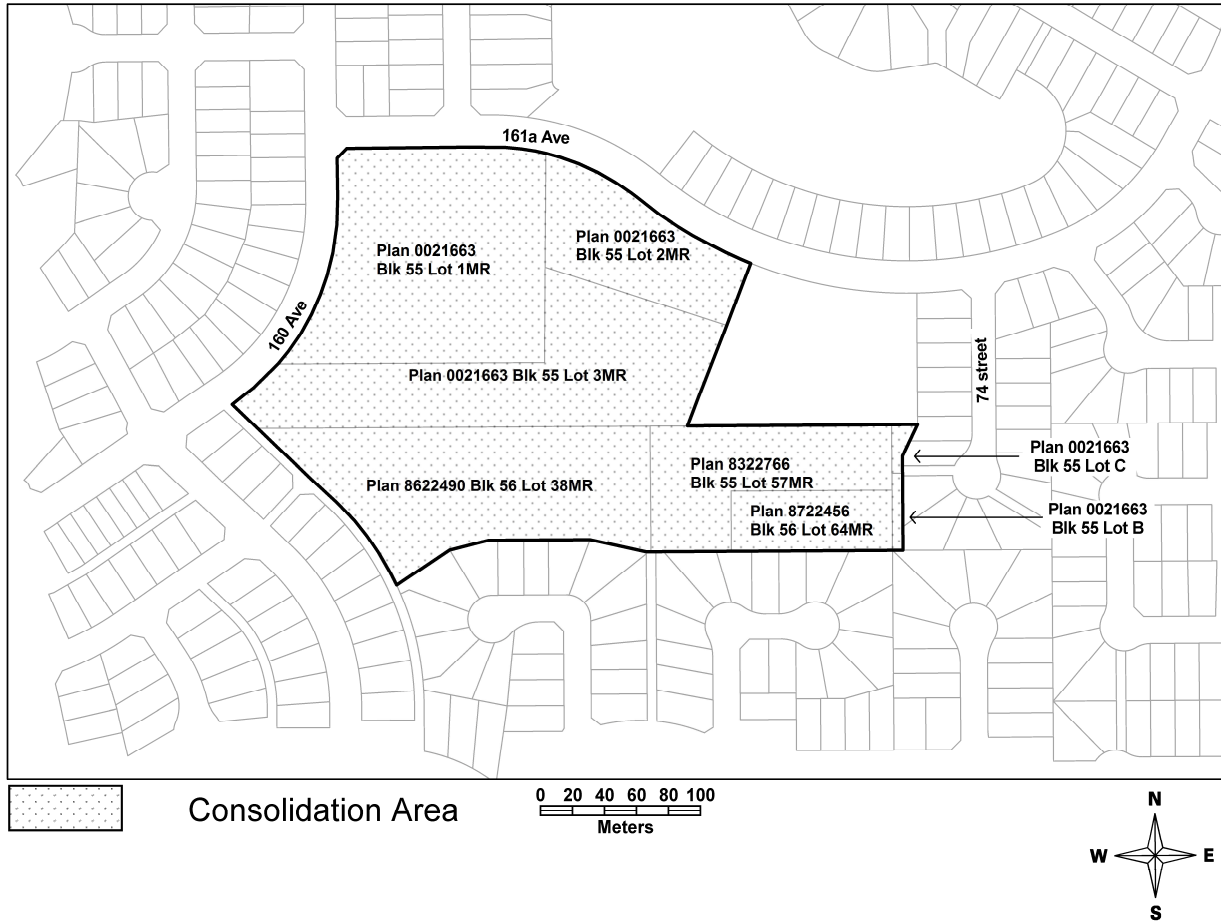 161a Ave
Plan 0021663
Blk 55 Lot 1MR
Plan 0021663
Blk 55 Lot 2MR
160 Ave
74 street
Plan 0021663 Blk 55 Lot 3MR
Plan 0021663
Blk 55 Lot C
Plan 8322766
Blk 55 Lot 57MR
Plan 8622490 Blk 56 Lot 38MR
Plan 8722456
Blk 56 Lot 64MR
Plan 0021663
Blk 55 Lot B
Consolidation Area
0 20 40 60 80 100
Meters
N
W E
S